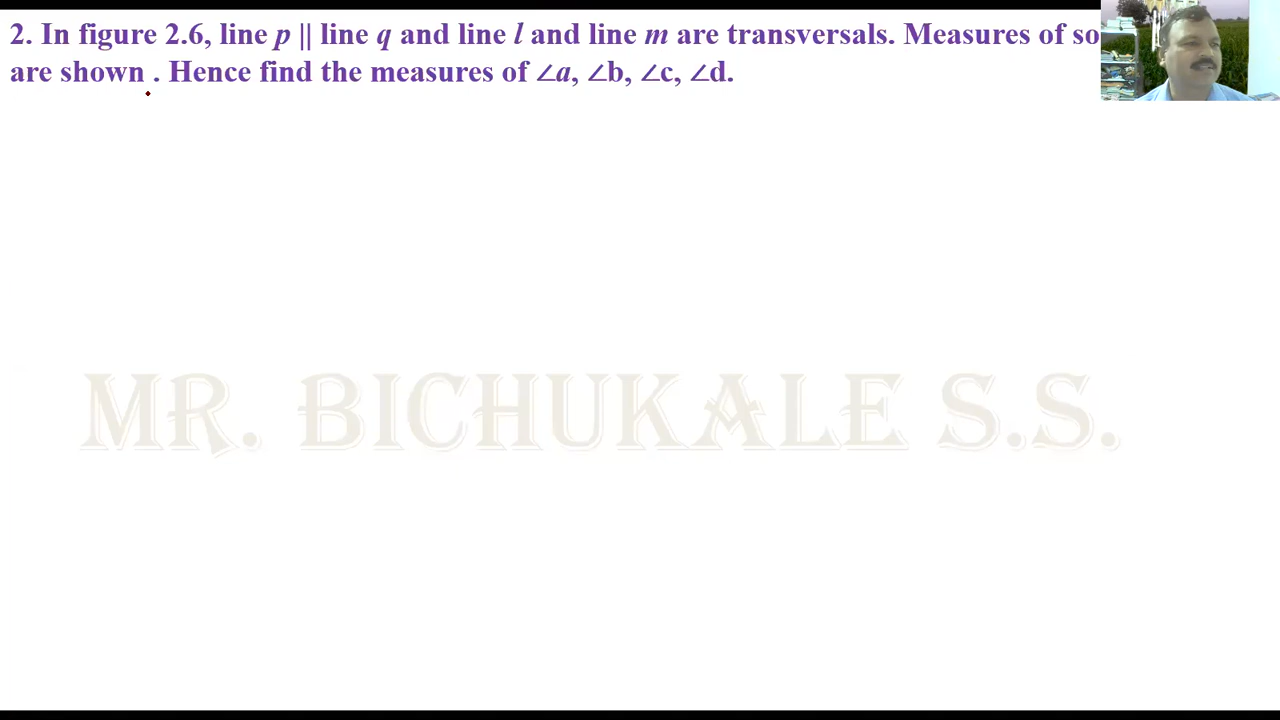 2. In figure 2.6, line p || line q and line l and line m are transversals. Measures of
are shown . Hence find the measures of ∠a, ∠b, ∠c, ∠d.
MR. BICHUKALE S.S.